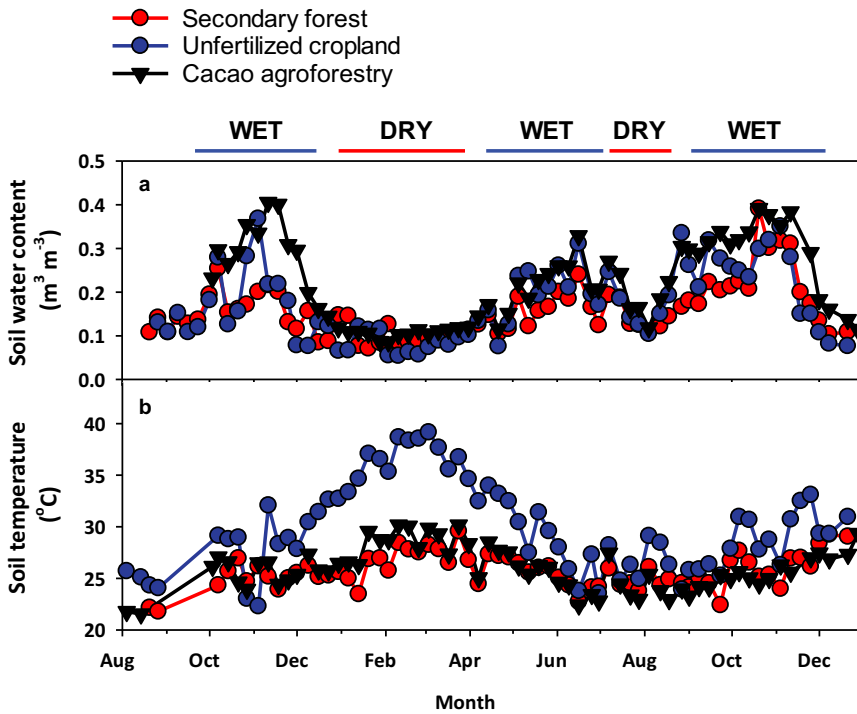 Secondary forest
Unfertilized cropland
Cacao agroforestry
WET DRY WET DRY WET
a
Soil water content
(m³ m⁻³)
0.5
0.4
0.3
0.2
0.1
0.0
b
Soil temperature
(°C)
40
35
30
25
20
Aug Oct Dec Feb Apr Jun Aug Oct Dec
Month